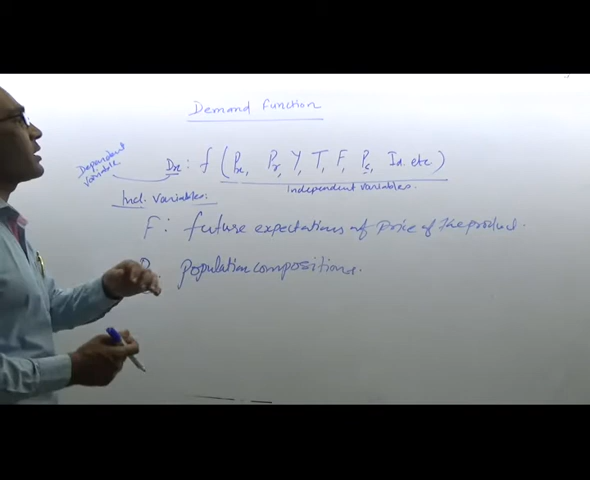 Demand function
Dependent
variable
Dx : f (Px, Pr, Y, T, F, Pc, Id. etc)
Independent variables.
Ind. variables:
F : future expectations of Price of the product.
P Population compositions.